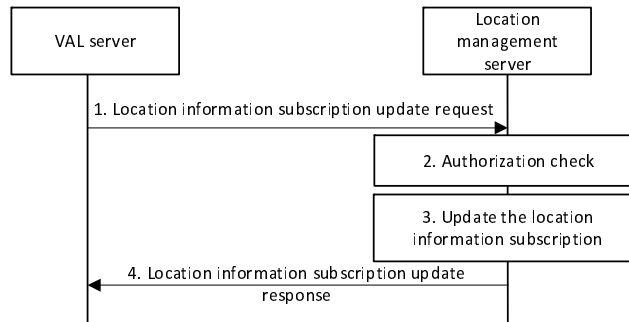 VAL server
Location
management
server
1. Location information subscription update request
2. Authorization check
3. Update the location
information subscription
4. Location information subscription update
response